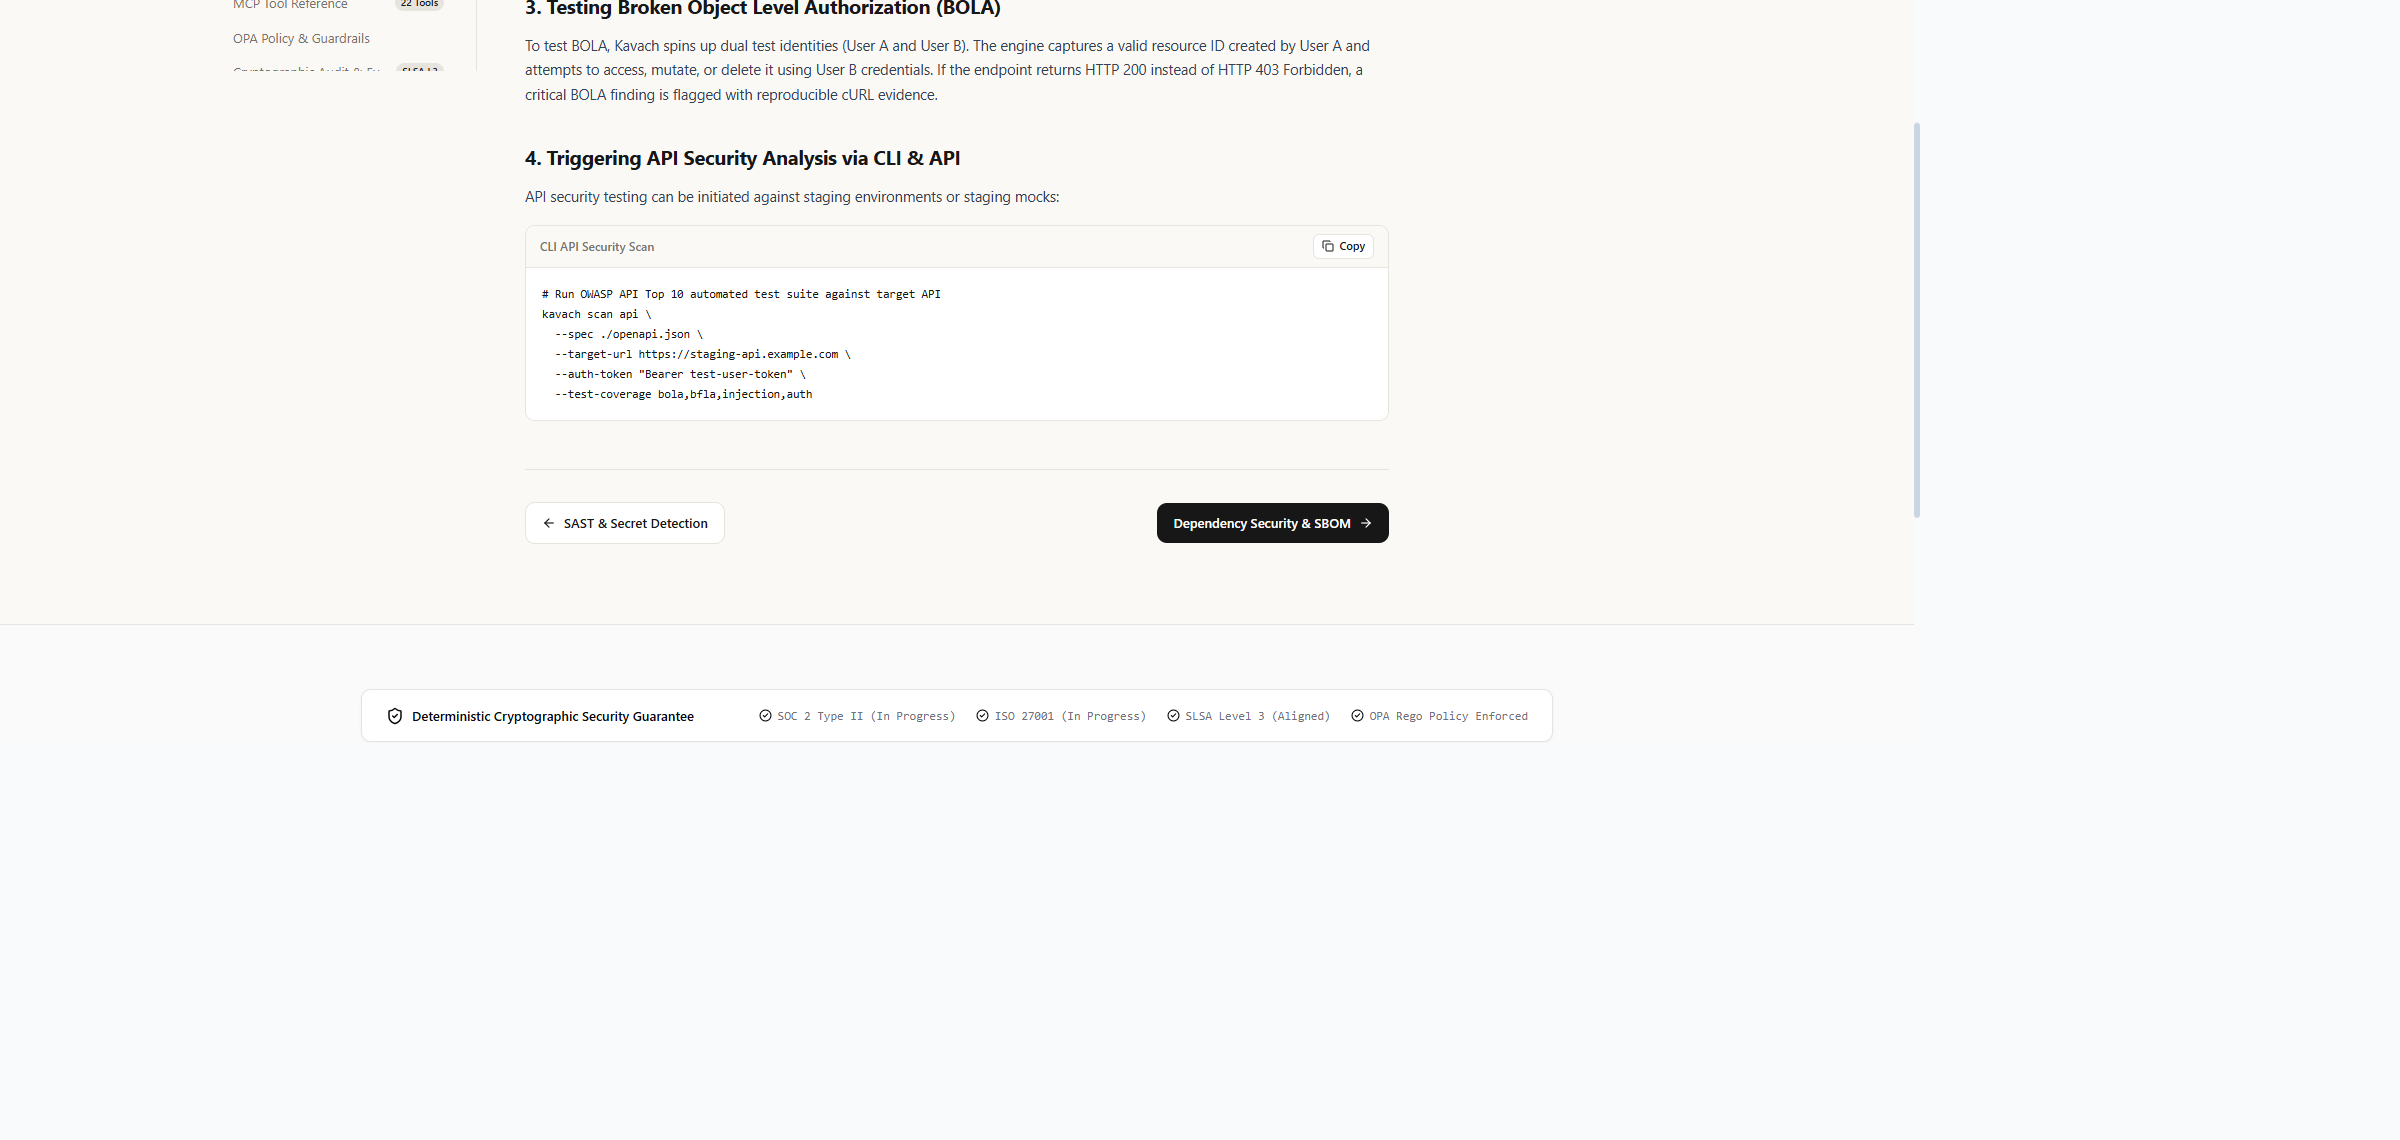 MCP Tool Reference 22 Tools
OPA Policy & Guardrails
Cryptographic Audit & Ev SLSA L3
3. Testing Broken Object Level Authorization (BOLA)
To test BOLA, Kavach spins up dual test identities (User A and User B). The engine captures a valid resource ID created by User A and
attempts to access, mutate, or delete it using User B credentials. If the endpoint returns HTTP 200 instead of HTTP 403 Forbidden, a
critical BOLA finding is flagged with reproducible cURL evidence.
4. Triggering API Security Analysis via CLI & API
API security testing can be initiated against staging environments or staging mocks:
CLI API Security Scan
Copy
# Run OWASP API Top 10 automated test suite against target API
kavach scan api \
--spec ./openapi.json \
--target-url https://staging-api.example.com \
--auth-token "Bearer test-user-token" \
--test-coverage bola,bfla,injection,auth
SAST & Secret Detection
Dependency Security & SBOM
Deterministic Cryptographic Security Guarantee
SOC 2 Type II (In Progress)
ISO 27001 (In Progress)
SLSA Level 3 (Aligned)
OPA Rego Policy Enforced